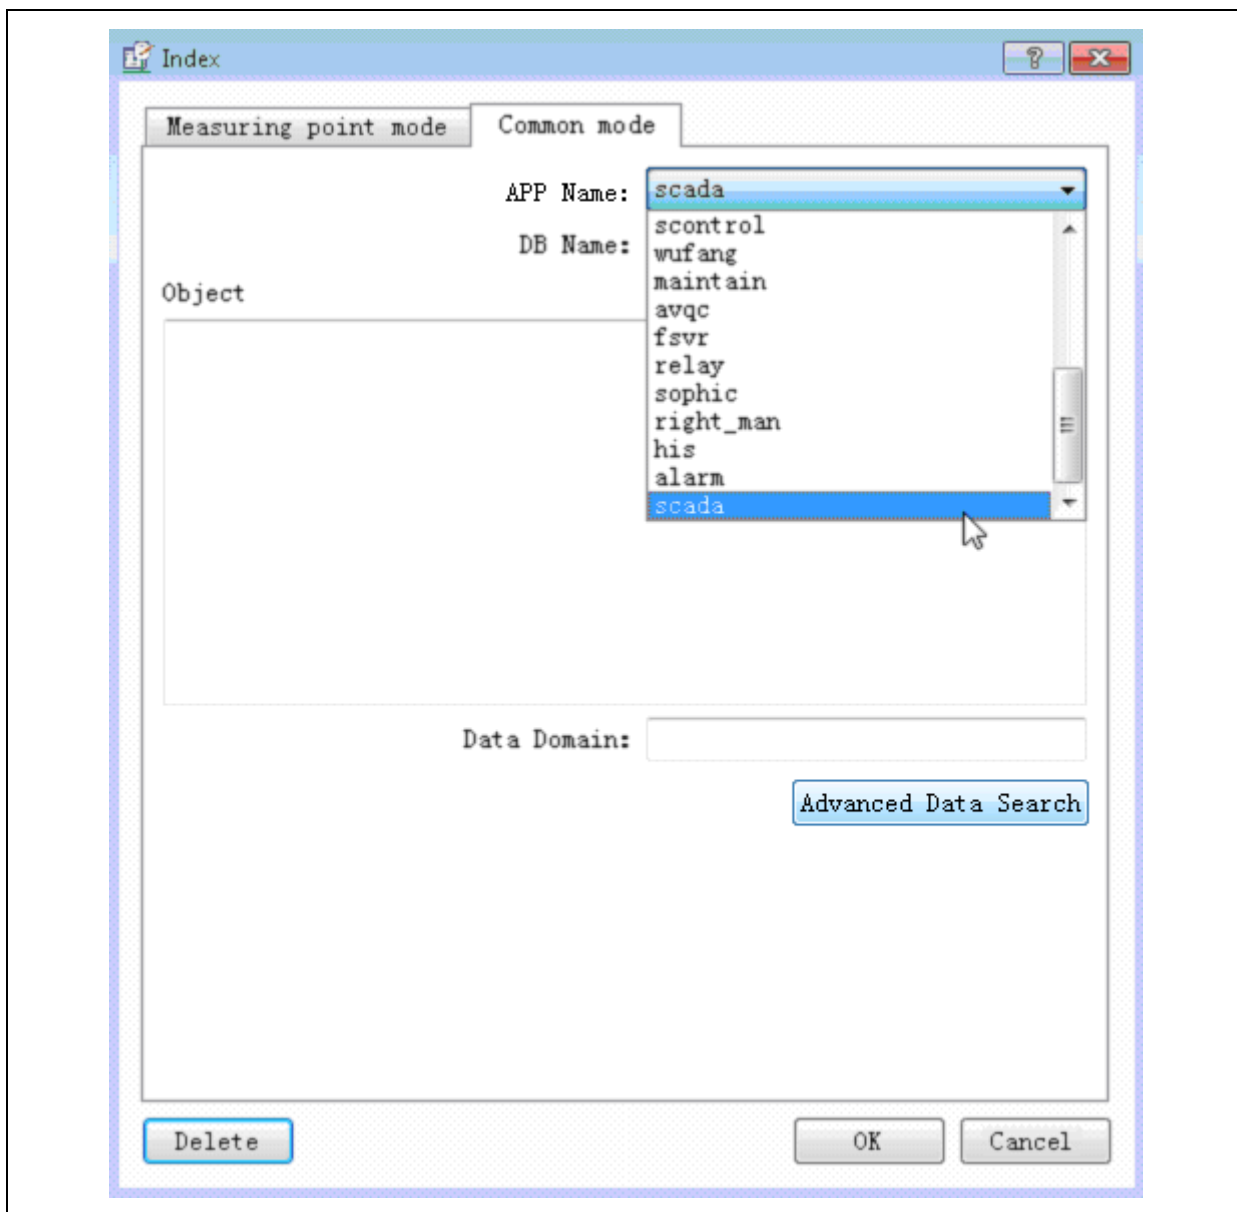 Index
Measuring point mode
Common mode
APP Name:
scada
DB Name:
scontrol
wufang
maintain
avqc
fsvr
relay
sophic
right_man
his
alarm
scada
Object
Data Domain:
Advanced Data Search
Delete
OK
Cancel